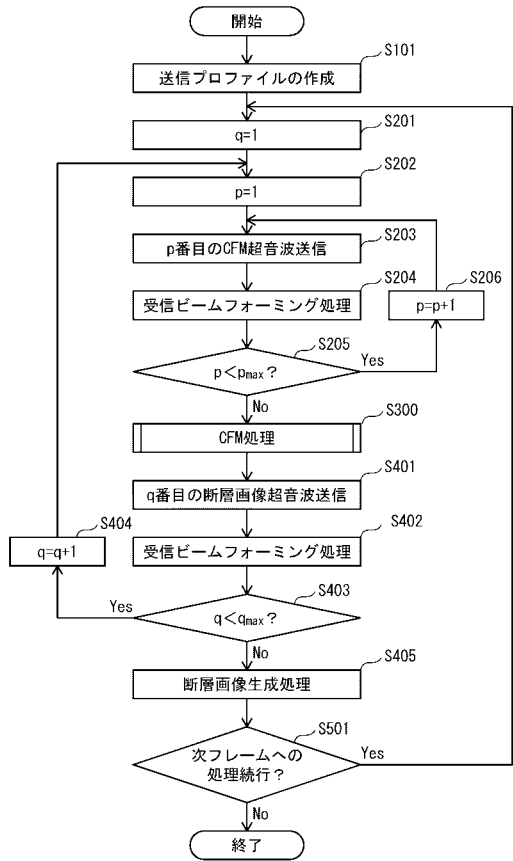 開始
S101
送信プロファイルの作成
S201
q=1
S202
p=1
S203
p番目のCFM超音波送信
S204
受信ビームフォーミング処理
S206
p=p+1
S205
p<pmax?
Yes
No
S300
CFM処理
S401
q番目の断層画像超音波送信
S404
q=q+1
S402
受信ビームフォーミング処理
S403
Yes
q<qmax?
No
S405
断層画像生成処理
S501
次フレームへの
処理続行?
Yes
No
終了